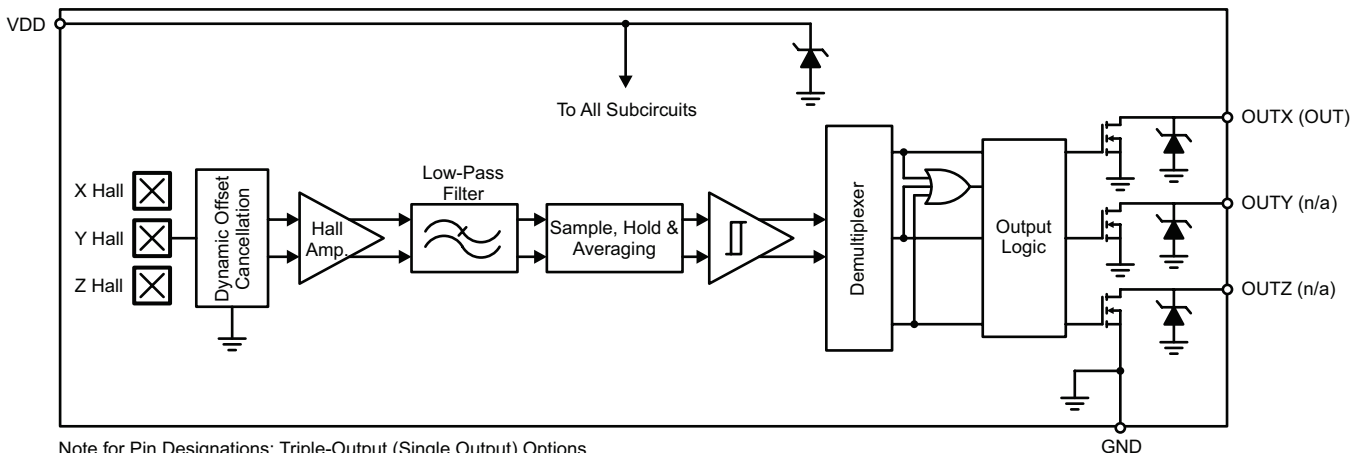 VDD
To All Subcircuits
OUTX (OUT)
X Hall
Y Hall
Z Hall
Dynamic Offset
Cancellation
Hall
Amp.
Low-Pass
Filter
Sample, Hold &
Averaging
Demultiplexer
Output
Logic
OUTY (n/a)
OUTZ (n/a)
GND
Note for Pin Designations: Triple-Output (Single Output) Options